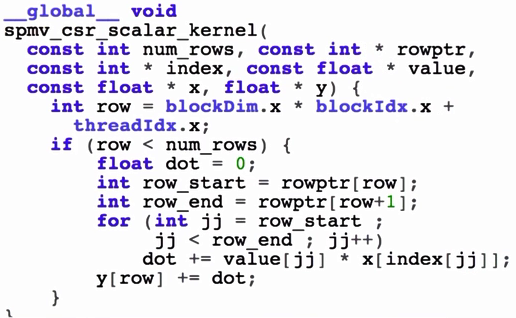 __global__ void
spmv_csr_scalar_kernel(
const int num_rows, const int * rowptr,
const int * index, const float * value,
const float * x, float * y) {
int row = blockDim.x * blockIdx.x +
threadIdx.x;
if (row < num_rows) {
float dot = 0;
int row_start = rowptr[row];
int row_end = rowptr[row+1];
for (int jj = row_start ;
jj < row_end ; jj++)
dot += value[jj] * x[index[jj]];
y[row] += dot;
}
}